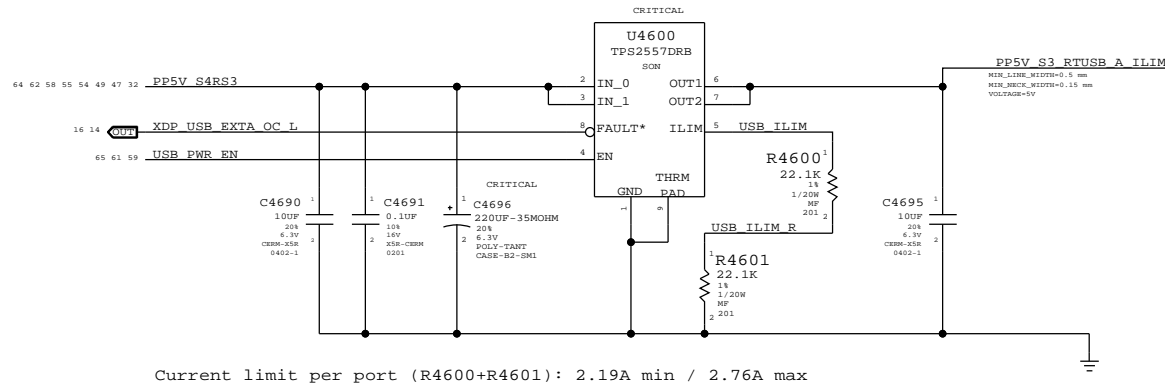 CRITICAL
U4600
TPS2557DRB
SON
64 62 58 55 54 49 47 32 PP5V_S4RS3
2 IN_0
3 IN_1
OUT1 6
OUT2 7
PP5V_S3_RTUSB_A_ILIM
MIN_LINE_WIDTH=0.5 mm
MIN_NECK_WIDTH=0.15 mm
VOLTAGE=5V
16 14 OUT XDP_USB_EXTA_OC_L
8 FAULT*
ILIM 5 USB_ILIM
65 61 59 USB_PWR_EN
4 EN
THRM
GND PAD
1 9
R4600
1
22.1K
1%
1/20W
MF
201
2
USB_ILIM_R
R4601
1
22.1K
1%
1/20W
MF
201
2
C4690
1
10UF
20%
6.3V
2
CERM-X5R
0402-1
C4691
1
0.1UF
10%
16V
2
X5R-CERM
0201
CRITICAL
C4696
+ 1
220UF-35MOHM
20%
6.3V
2
POLY-TANT
CASE-B2-SM1
C4695
1
10UF
20%
6.3V
2
CERM-X5R
0402-1
Current limit per port (R4600+R4601): 2.19A min / 2.76A max